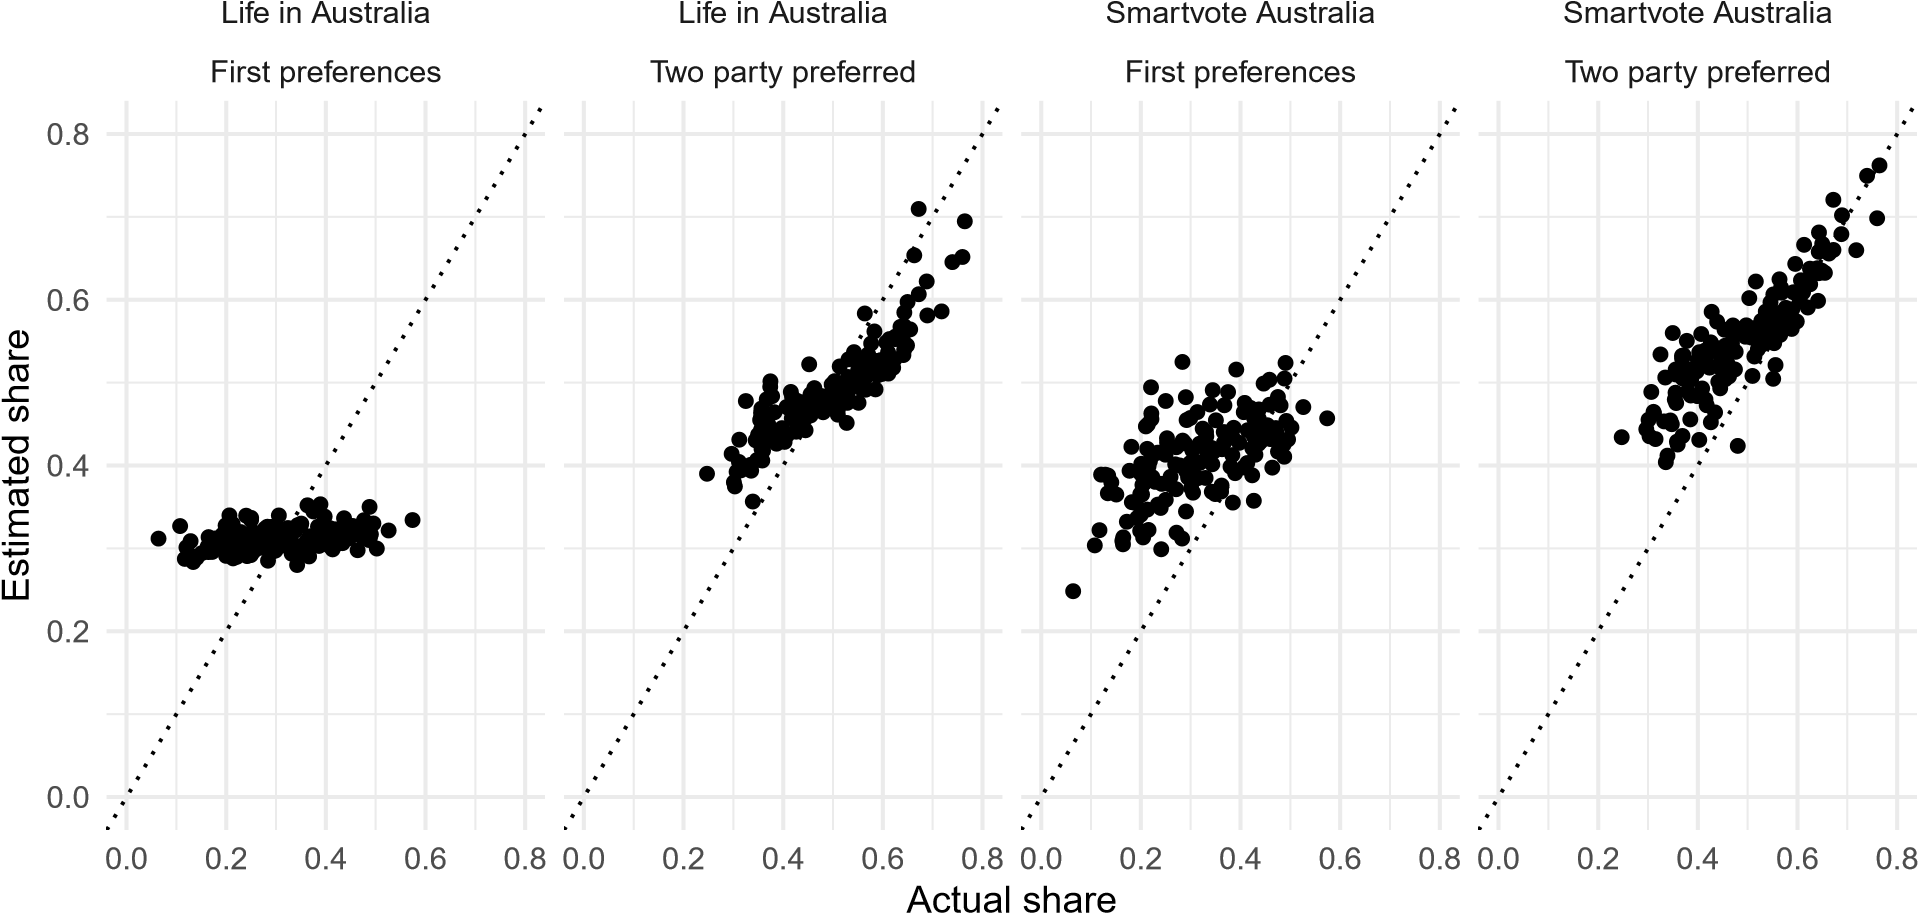 Life in Australia Life in Australia Smartvote Australia Smartvote Australia
First preferences Two party preferred First preferences Two party preferred
0.8
0.6
0.4
0.2
0.0
Estimated share
0.0 0.2 0.4 0.6 0.8 0.0 0.2 0.4 0.6 0.8 0.0 0.2 0.4 0.6 0.8 0.0 0.2 0.4 0.6 0.8
Actual share